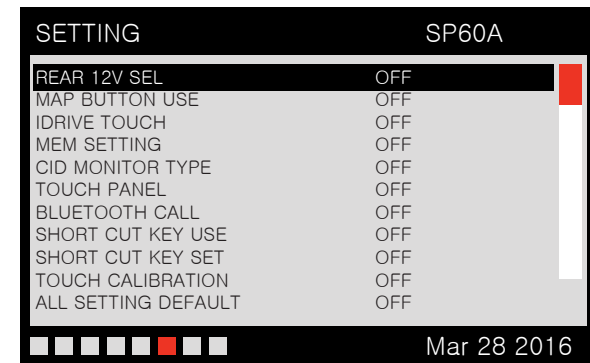 SETTING SP60A
REAR 12V SEL OFF
MAP BUTTON USE OFF
IDRIVE TOUCH OFF
MEM SETTING OFF
CID MONITOR TYPE OFF
TOUCH PANEL OFF
BLUETOOTH CALL OFF
SHORT CUT KEY USE OFF
SHORT CUT KEY SET OFF
TOUCH CALIBRATION OFF
ALL SETTING DEFAULT OFF
Mar 28 2016